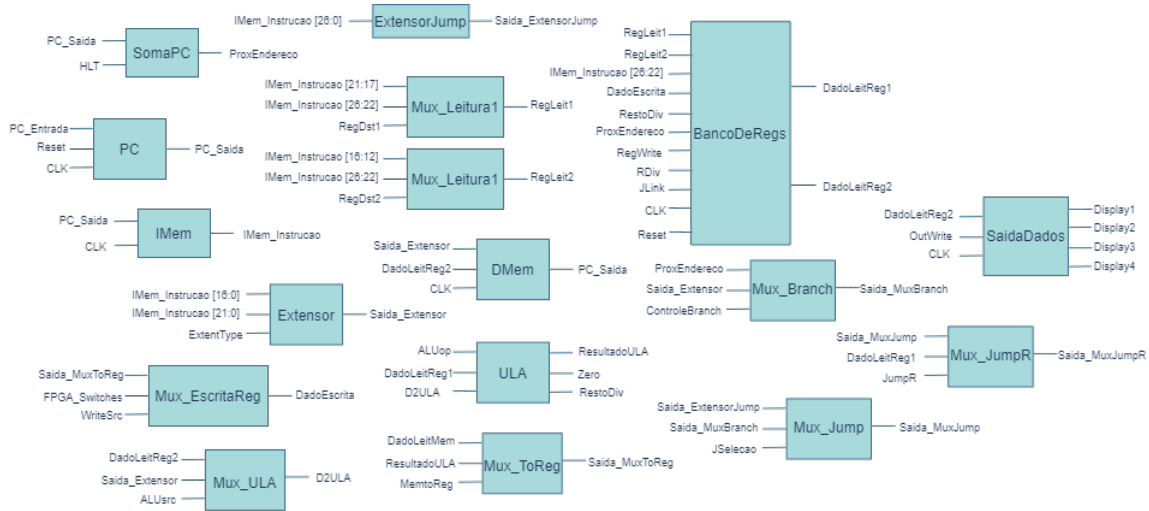 IMem_Instrucao [26:0]
ExtensorJump
Saida_ExtensorJump
PC_Saida
HLT
SomaPC
ProxEndereco
IMem_Instrucao [21:17]
IMem_Instrucao [26:22]
RegDst1
Mux_Leitura1
RegLeit1
PC_Entrada
Reset
CLK
PC
PC_Saida
IMem_Instrucao [16:12]
IMem_Instrucao [26:22]
RegDst2
Mux_Leitura1
RegLeit2
RegLeit1
RegLeit2
IMem_Instrucao [26:22]
DadoEscrita
RestoDiv
ProxEndereco
RegWrite
RDiv
JLink
CLK
Reset
BancoDeRegs
DadoLeitReg1
DadoLeitReg2
PC_Saida
CLK
IMem
IMem_Instrucao
Saida_Extensor
DadoLeitReg2
CLK
DMem
PC_Saida
DadoLeitReg2
OutWrite
CLK
SaidaDados
Display1
Display2
Display3
Display4
IMem_Instrucao [16:0]
IMem_Instrucao [21:0]
ExtentType
Extensor
Saida_Extensor
ProxEndereco
Saida_Extensor
ControleBranch
Mux_Branch
Saida_MuxBranch
ALUop
DadoLeitReg1
D2ULA
ULA
ResultadoULA
Zero
RestoDiv
Saida_MuxJump
DadoLeitReg1
JumpR
Mux_JumpR
Saida_MuxJumpR
Saida_MuxToReg
FPGA_Switches
WriteSrc
Mux_EscritaReg
DadoEscrita
Saida_ExtensorJump
Saida_MuxBranch
JSelecao
Mux_Jump
Saida_MuxJump
DadoLeitReg2
Saida_Extensor
ALUsrc
Mux_ULA
D2ULA
DadoLeitMem
ResultadoULA
MemtoReg
Mux_ToReg
Saida_MuxToReg